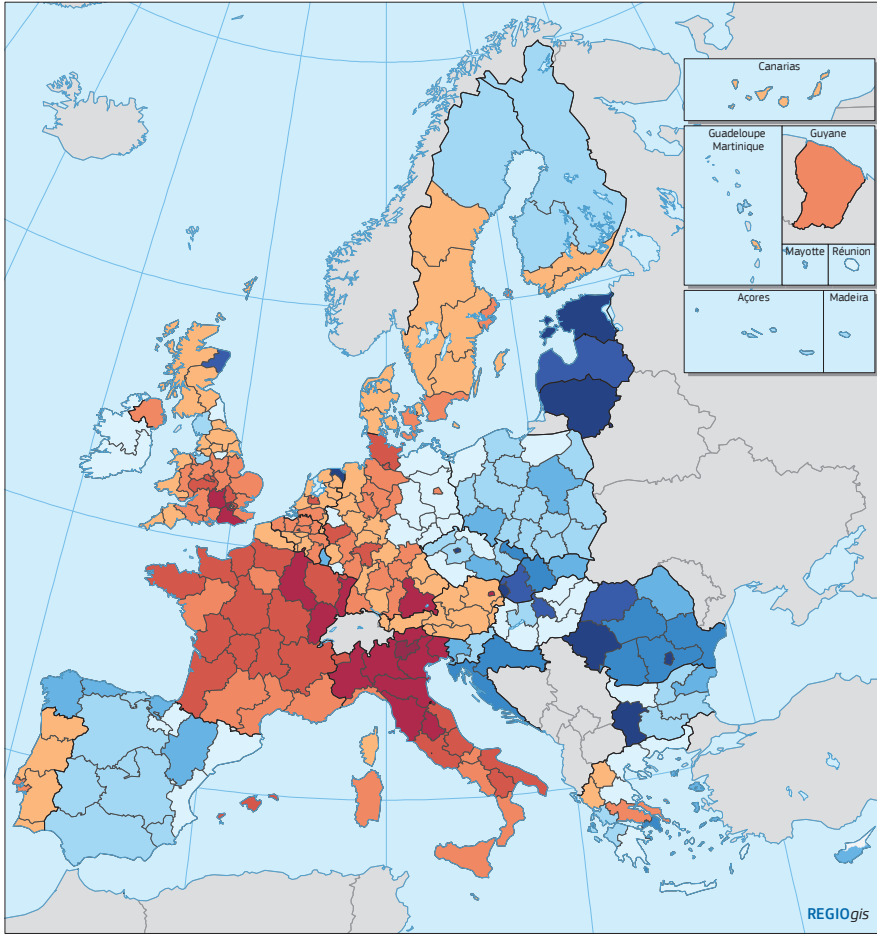 Canarias
Guadeloupe
Martinique
Guyane
Mayotte
Réunion
Açores
Madeira
REGIOgis